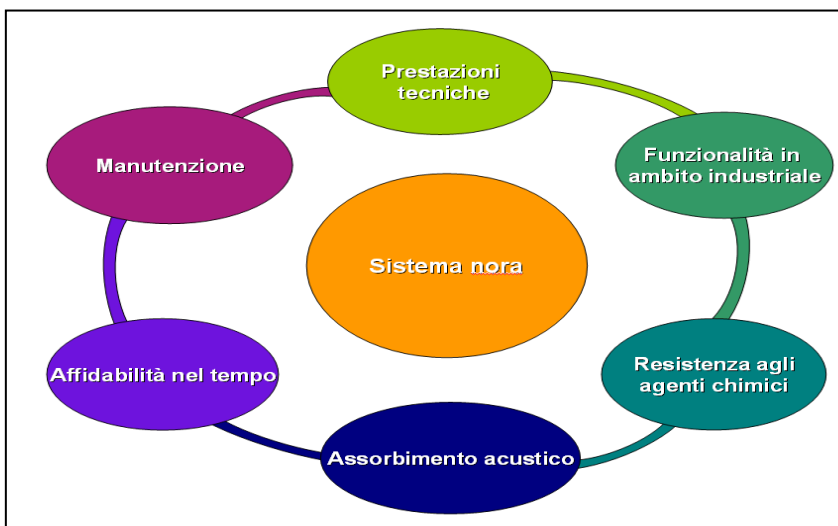 Prestazioni
tecniche
Funzionalità in
ambito industriale
Manutenzione
Sistema nora
Resistenza agli
agenti chimici
Affidabilità nel tempo
Assorbimento acustico